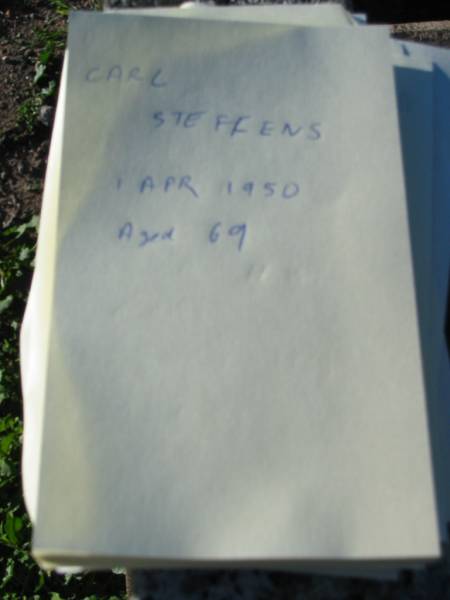 CARL
STEFFENS
1 APR 1950
Aged 69